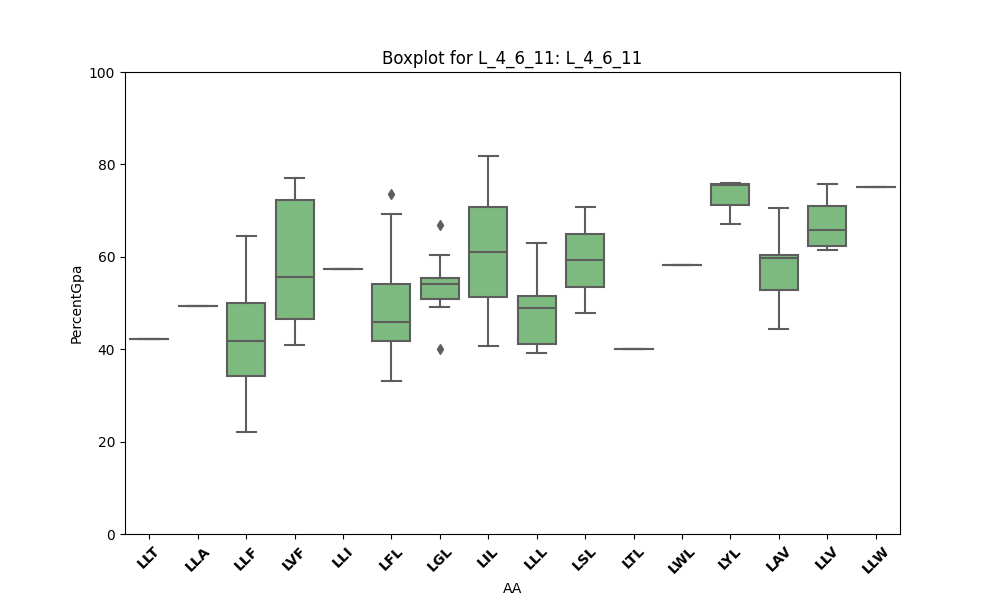 Boxplot for L_4_6_11: L_4_6_11
PercentGpa
100
80
60
40
20
0
LLT LLA LLF LVF LLI LFL LGL LIL LLL LSL LTL LWL LYL LAV LLV LLW
AA